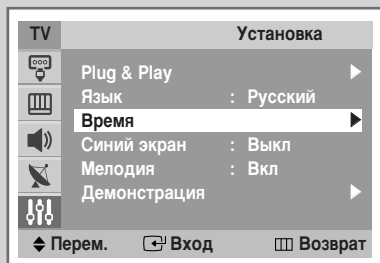 TV Установка
Plug & Play
Язык : Русский
Время
Синий экран : Выкл
Мелодия : Вкл
Демонстрация
Перем. Вход Возврат